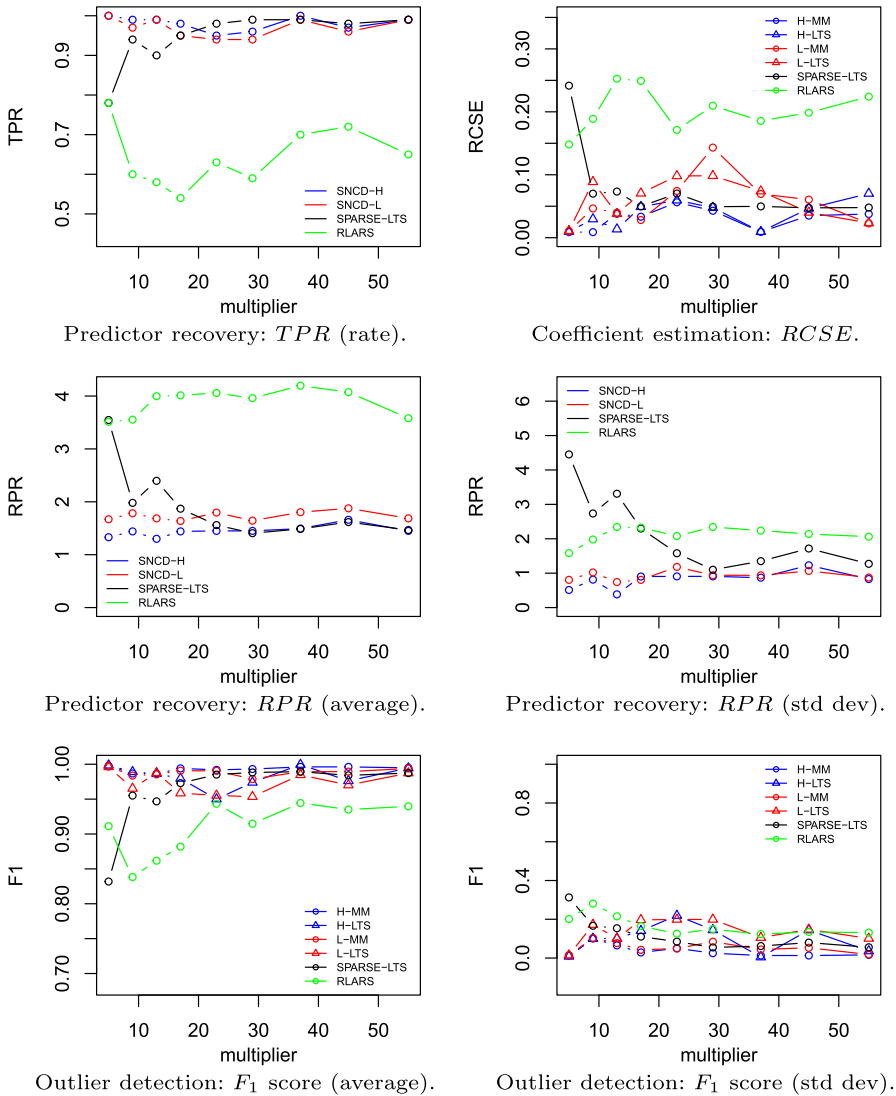 TPR
0.5
0.7
0.9
SNCD−H
SNCD−L
SPARSE−LTS
RLARS
10 20 30 40 50
multiplier
Predictor recovery: TPR (rate).
RCSE
0.00
0.10
0.20
0.30
H−MM
H−LTS
L−MM
L−LTS
SPARSE−LTS
RLARS
10 20 30 40 50
multiplier
Coefficient estimation: RCSE.
RPR
0
1
2
3
4
SNCD−H
SNCD−L
SPARSE−LTS
RLARS
10 20 30 40 50
multiplier
Predictor recovery: RPR (average).
RPR
0
1
2
3
4
5
6
SNCD−H
SNCD−L
SPARSE−LTS
RLARS
10 20 30 40 50
multiplier
Predictor recovery: RPR (std dev).
F1
0.70
0.80
0.90
1.00
H−MM
H−LTS
L−MM
L−LTS
SPARSE−LTS
RLARS
10 20 30 40 50
multiplier
Outlier detection: F1 score (average).
F1
0.0
0.4
0.8
H−MM
H−LTS
L−MM
L−LTS
SPARSE−LTS
RLARS
10 20 30 40 50
multiplier
Outlier detection: F1 score (std dev).